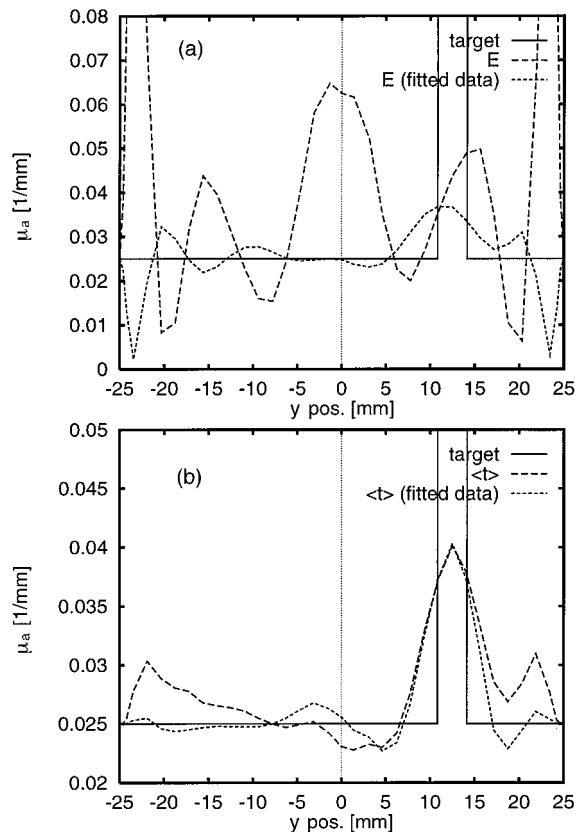 0.08
(a)
target
0.07
E
E (fitted data)
0.06
0.05
μa [1/mm]
0.04
0.03
0.02
0.01
0
-25 -20 -15 -10 -5 0 5 10 15 20 25
y pos. [mm]
0.05
(b)
target
<t>
0.045
<t> (fitted data)
0.04
μa [1/mm]
0.035
0.03
0.025
0.02
-25 -20 -15 -10 -5 0 5 10 15 20 25
y pos. [mm]